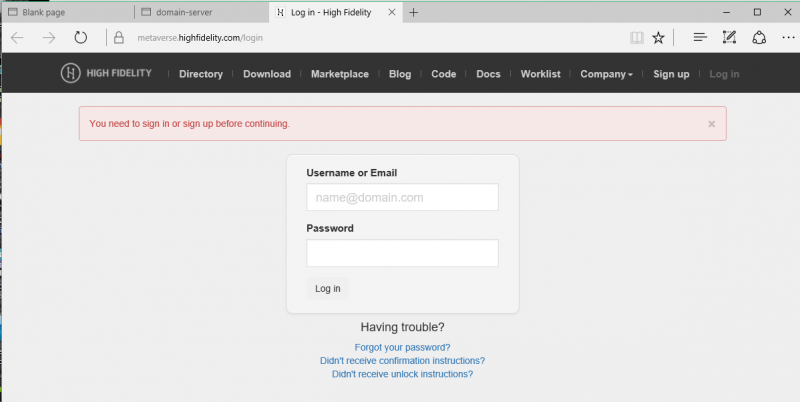 Blank page
domain-server
Log in - High Fidelity
metaverse.highfidelity.com/login
HIGH FIDELITY
Directory
Download
Marketplace
Blog
Code
Docs
Worklist
Company
Sign up
Log in
You need to sign in or sign up before continuing.
Username or Email
name@domain.com
Password
Log in
Having trouble?
Forgot your password?
Didn't receive confirmation instructions?
Didn't receive unlock instructions?